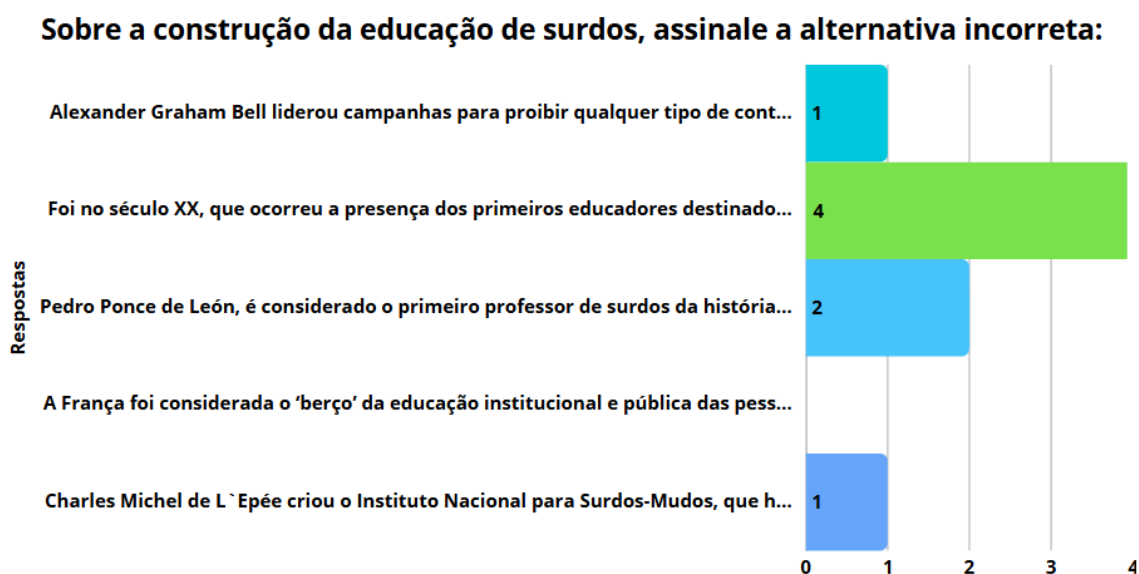 Sobre a construção da educação de surdos, assinale a alternativa incorreta:
Alexander Graham Bell liderou campanhas para proibir qualquer tipo de cont...
1
Foi no século XX, que ocorreu a presença dos primeiros educadores destinado...
4
Pedro Ponce de León, é considerado o primeiro professor de surdos da história...
2
A França foi considerada o ‘berço’ da educação institucional e pública das pess...
Charles Michel de L`Epée criou o Instituto Nacional para Surdos-Mudos, que h...
1
Respostas
0 1 2 3 4